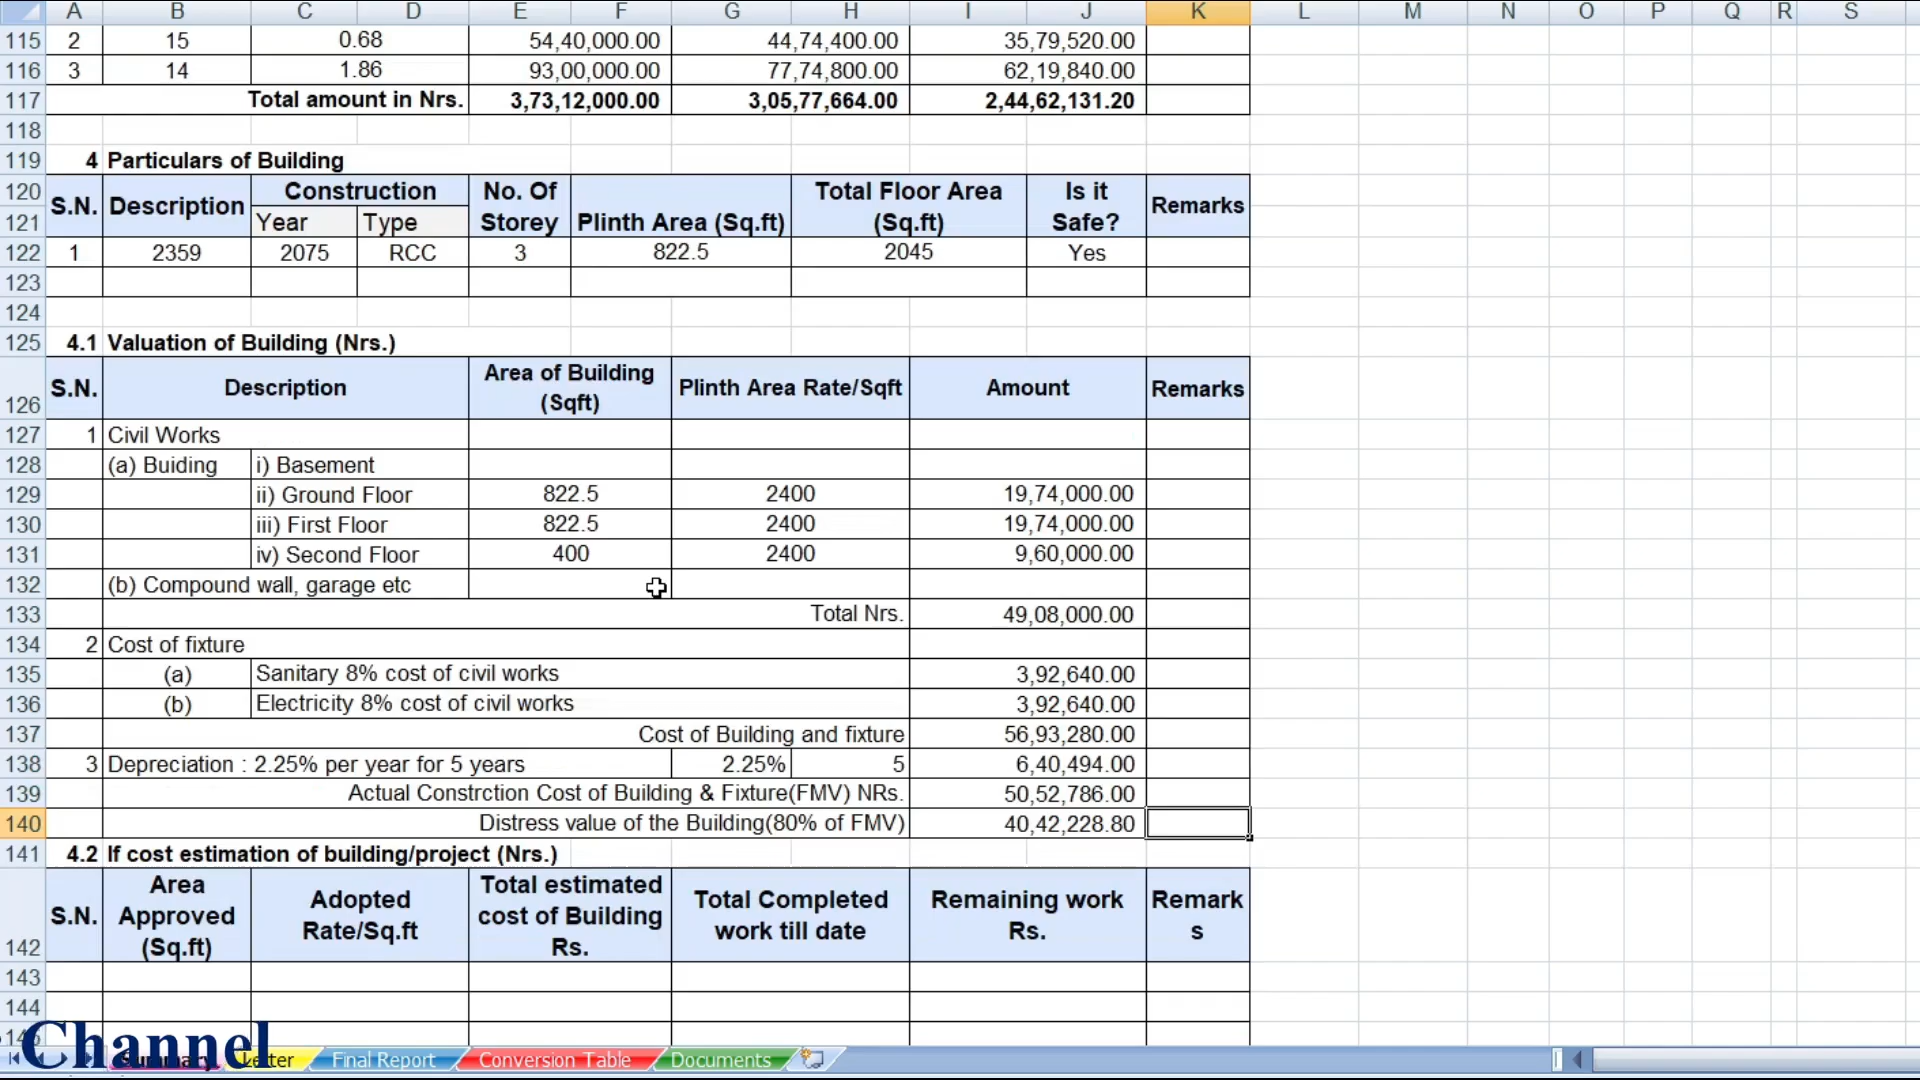 A B C D E F G H I J K L M N O P Q R S
115 2 15 0.68 54,40,000.00 44,74,400.00 35,79,520.00
116 3 14 1.86 93,00,000.00 77,74,800.00 62,19,840.00
117 Total amount in Nrs. 3,73,12,000.00 3,05,77,664.00 2,44,62,131.20
118
119 4 Particulars of Building
120 S.N. Description Construction No. Of Storey Plinth Area (Sq.ft) Total Floor Area (Sq.ft) Is it Safe? Remarks
121 Year Type
122 1 2359 2075 RCC 3 822.5 2045 Yes
123
124
125 4.1 Valuation of Building (Nrs.)
126 S.N. Description Area of Building (Sqft) Plinth Area Rate/Sqft Amount Remarks
127 1 Civil Works
128 (a) Buiding i) Basement
129 ii) Ground Floor 822.5 2400 19,74,000.00
130 iii) First Floor 822.5 2400 19,74,000.00
131 iv) Second Floor 400 2400 9,60,000.00
132 (b) Compound wall, garage etc
133 Total Nrs. 49,08,000.00
134 2 Cost of fixture
135 (a) Sanitary 8% cost of civil works 3,92,640.00
136 (b) Electricity 8% cost of civil works 3,92,640.00
137 Cost of Building and fixture 56,93,280.00
138 3 Depreciation : 2.25% per year for 5 years 2.25% 5 6,40,494.00
139 Actual Constrction Cost of Building & Fixture(FMV) NRs. 50,52,786.00
140 Distress value of the Building(80% of FMV) 40,42,228.80
141 4.2 If cost estimation of building/project (Nrs.)
142 S.N. Area Approved (Sq.ft) Adopted Rate/Sq.ft Total estimated cost of Building Rs. Total Completed work till date Remaining work Rs. Remark s
143
144
Channel
Letter Final Report Conversion Table Documents